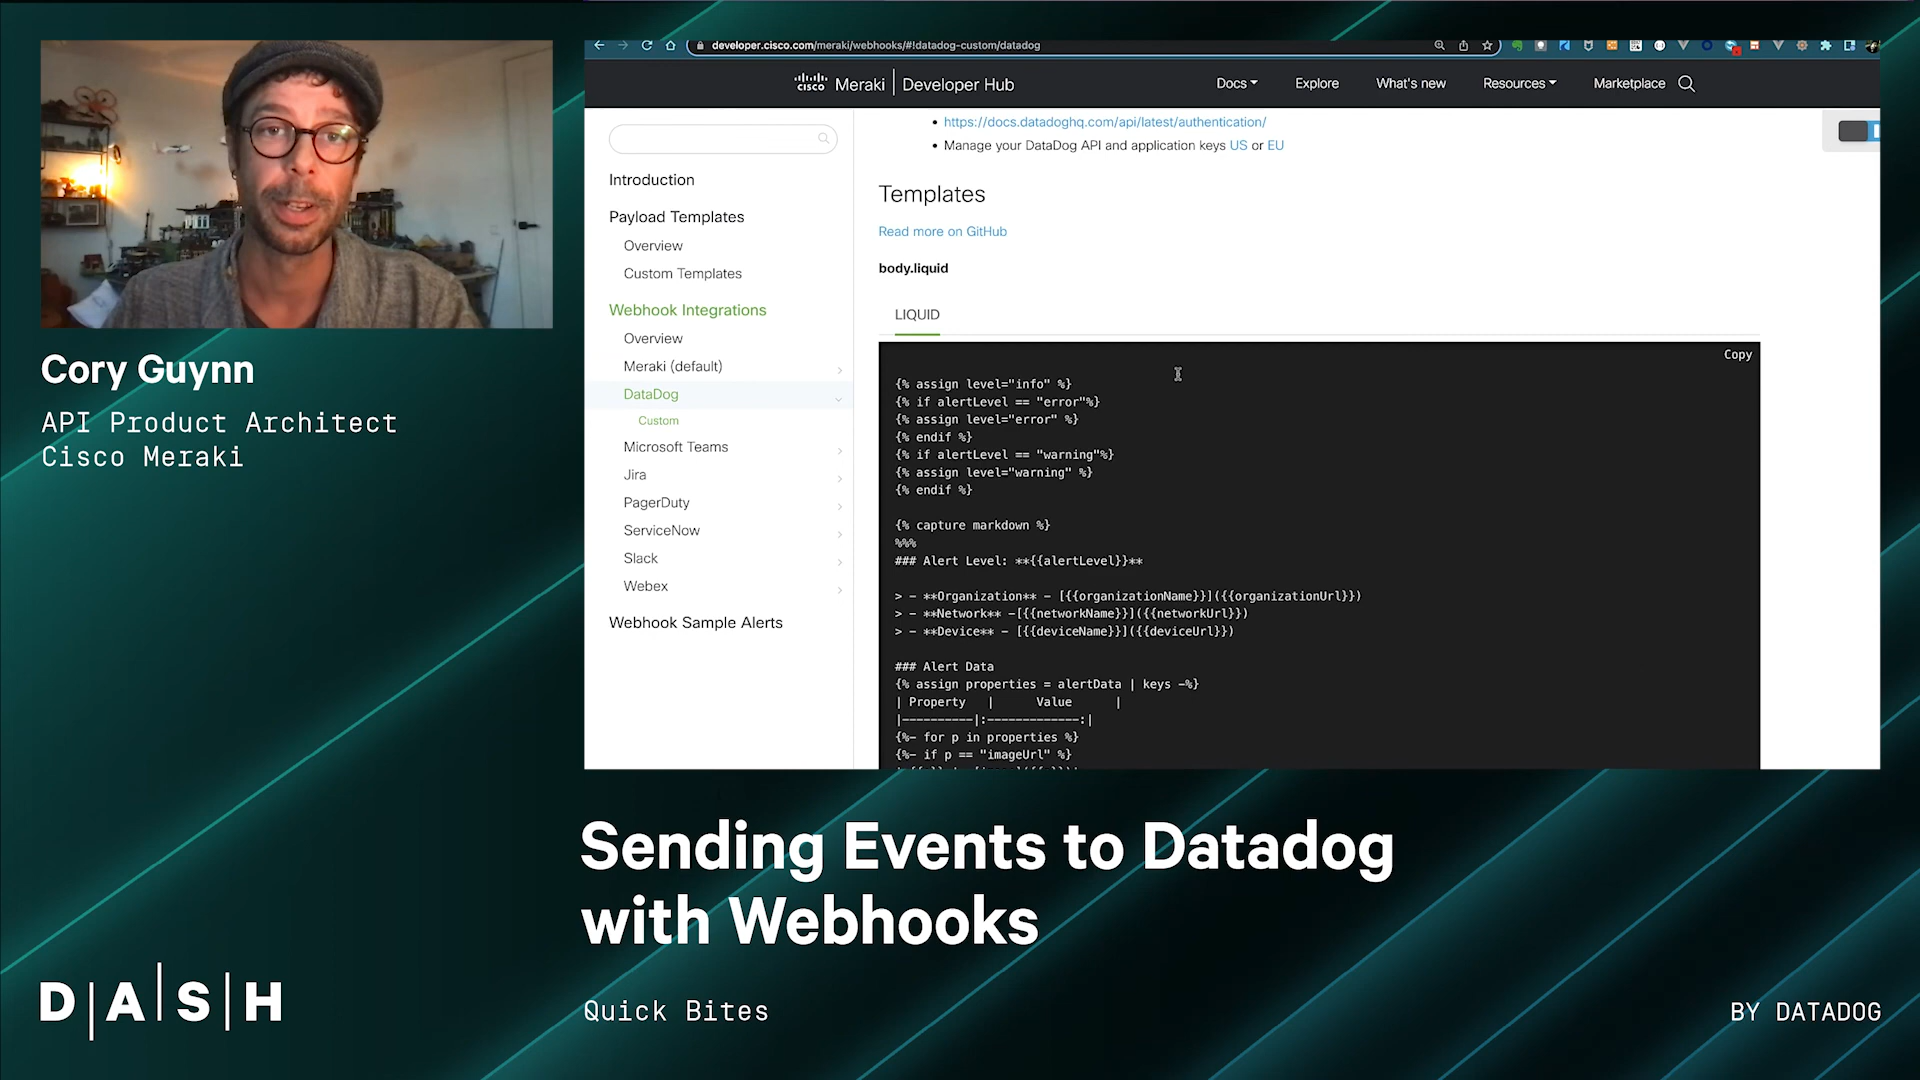 Cory Guynn
API Product Architect
Cisco Meraki
developer.cisco.com/meraki/webhooks/#!datadog-custom/datadog
cisco Meraki | Developer Hub
Docs
Explore
What's new
Resources
Marketplace
Introduction
Payload Templates
Overview
Custom Templates
Webhook Integrations
Overview
Meraki (default)
DataDog
Custom
Microsoft Teams
Jira
PagerDuty
ServiceNow
Slack
Webex
Webhook Sample Alerts
• https://docs.datadoghq.com/api/latest/authentication/
• Manage your DataDog API and application keys US or EU
Templates
Read more on GitHub
body.liquid
LIQUID
Copy
{% assign level="info" %}
{% if alertLevel == "error"%}
{% assign level="error" %}
{% endif %}
{% if alertLevel == "warning"%}
{% assign level="warning" %}
{% endif %}
{% capture markdown %}
%%%
### Alert Level: **{{alertLevel}}**
> - **Organization** - [{{organizationName}}]({{organizationUrl}})
> - **Network** -[{{networkName}}]({{networkUrl}})
> - **Device** - [{{deviceName}}]({{deviceUrl}})
### Alert Data
{% assign properties = alertData | keys -%}
| Property | Value |
|----------|:-------------:|
{%- for p in properties %}
{%- if p == "imageUrl" %}
Sending Events to Datadog
with Webhooks
D|A|S|H
Quick Bites
BY DATADOG